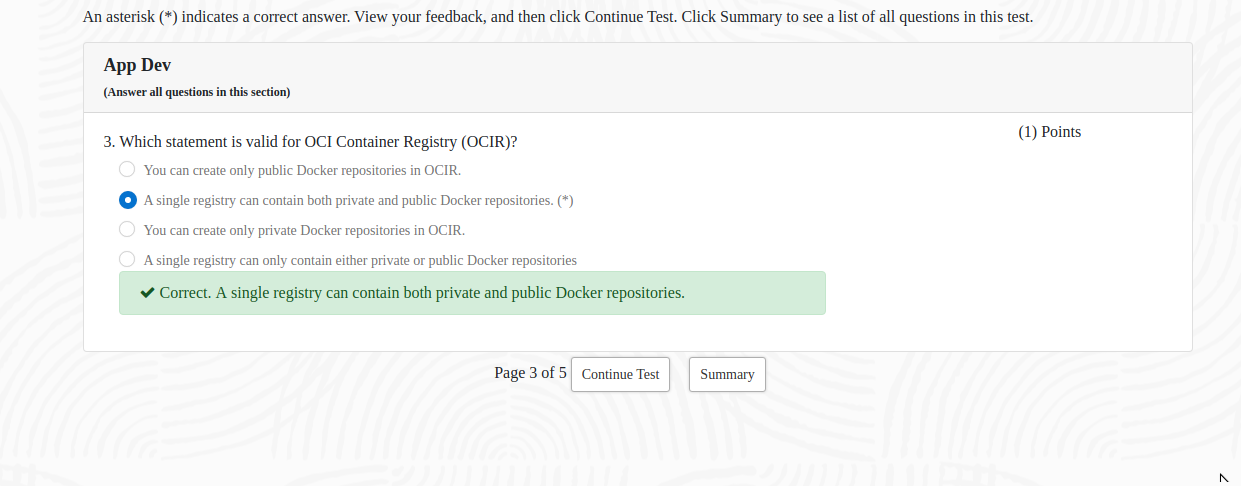 An asterisk (*) indicates a correct answer. View your feedback, and then click Continue Test. Click Summary to see a list of all questions in this test.
App Dev
(Answer all questions in this section)
3. Which statement is valid for OCI Container Registry (OCIR)?
(1) Points
You can create only public Docker repositories in OCIR.
A single registry can contain both private and public Docker repositories. (*)
You can create only private Docker repositories in OCIR.
A single registry can only contain either private or public Docker repositories
Correct. A single registry can contain both private and public Docker repositories.
Page 3 of 5 Continue Test Summary